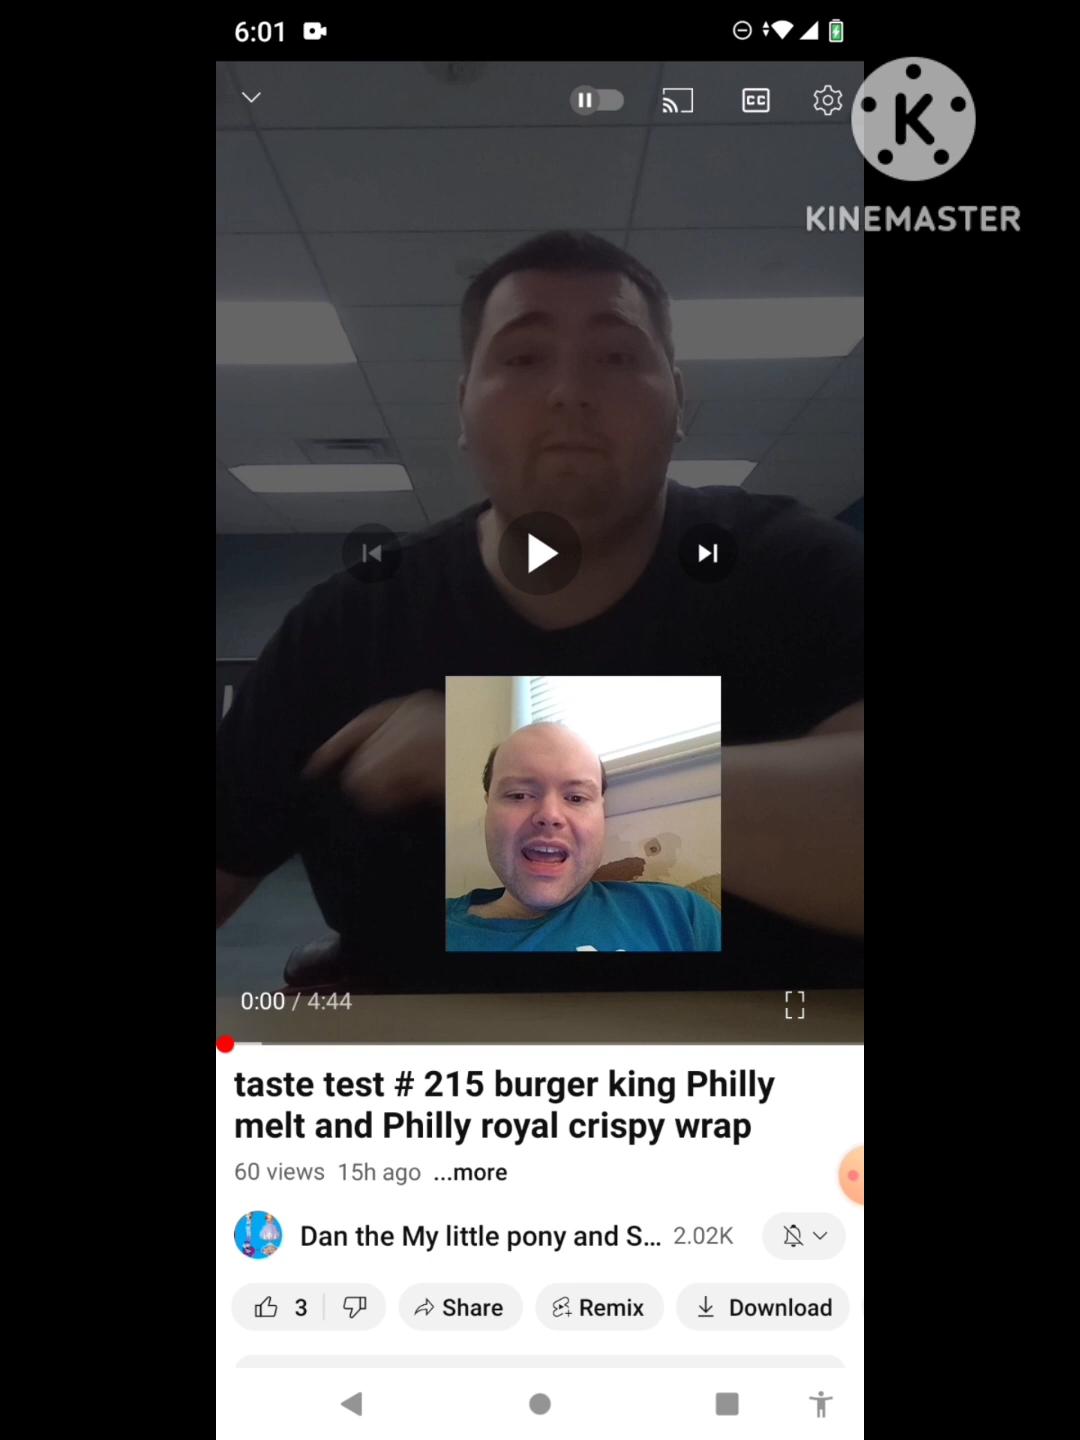 6:01
CC
K
KINEMASTER
0:00 / 4:44
taste test # 215 burger king Philly
melt and Philly royal crispy wrap
60 views 15h ago ...more
Dan the My little pony and S... 2.02K
3 Share Remix Download